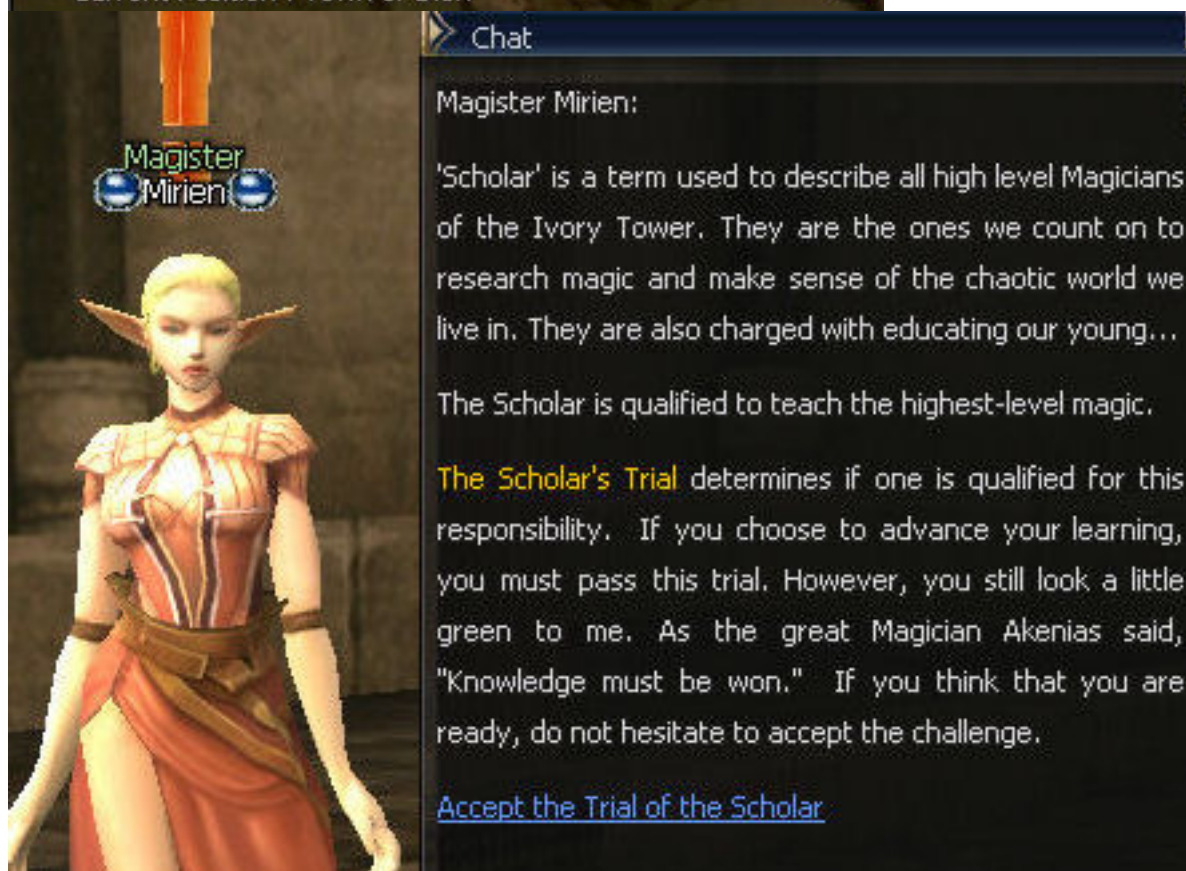 Chat
Magister
Mirien
Magister Mirien:
'Scholar' is a term used to describe all high level Magicians
of the Ivory Tower. They are the ones we count on to
research magic and make sense of the chaotic world we
live in. They are also charged with educating our young...
The Scholar is qualified to teach the highest-level magic.
The Scholar's Trial determines if one is qualified for this
responsibility. If you choose to advance your learning,
you must pass this trial. However, you still look a little
green to me. As the great Magician Akenias said,
"Knowledge must be won." If you think that you are
ready, do not hesitate to accept the challenge.
Accept the Trial of the Scholar